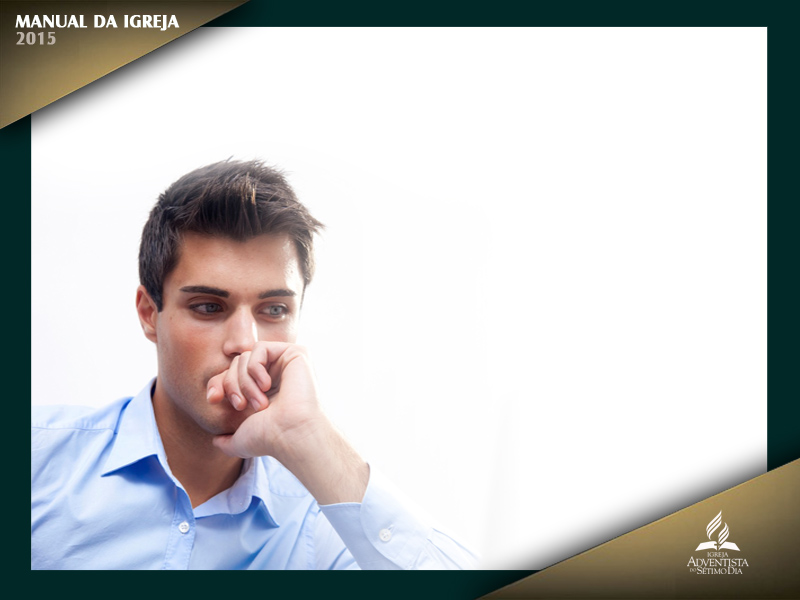 MANUAL DA IGREJA
2015
IGREJA
ADVENTISTA
DO SÉTIMO DIA